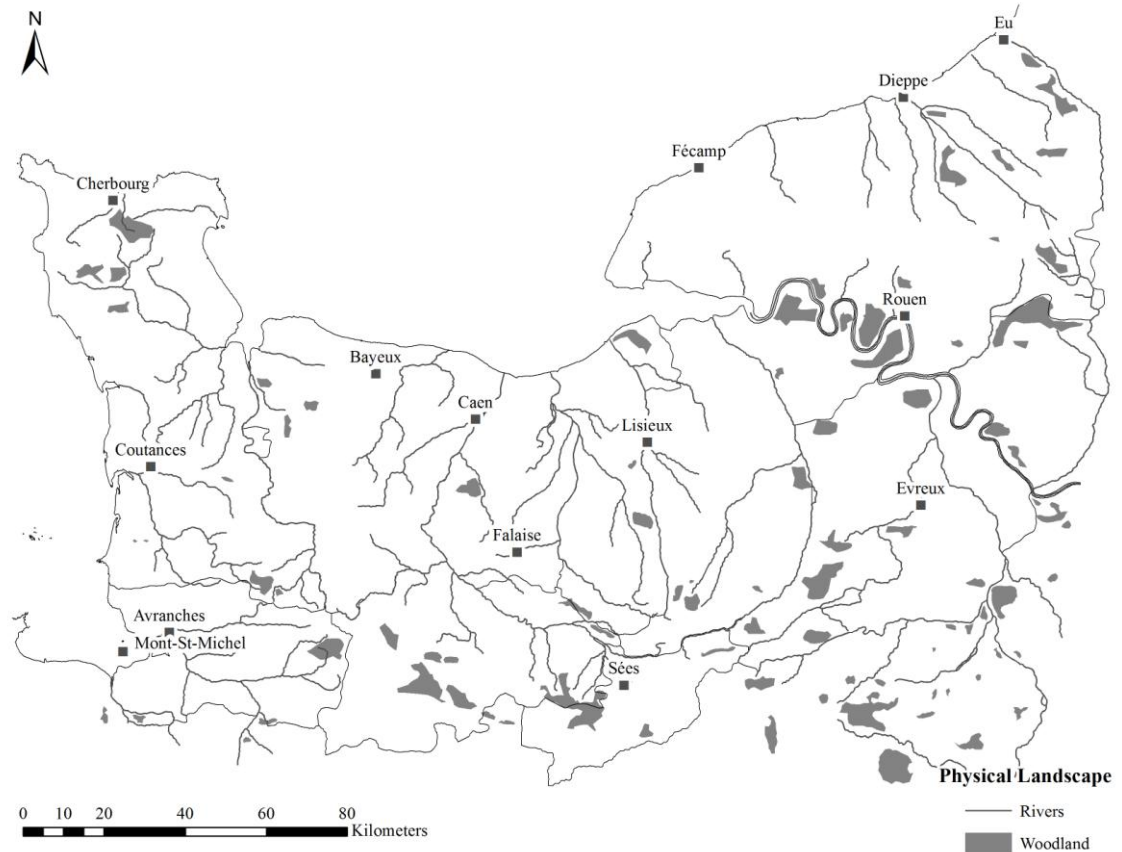 N
Eu
Dieppe
Fécamp
Cherbourg
Rouen
Bayeux
Caen
Lisieux
Coutances
Evreux
Falaise
Avranches
Mont-St-Michel
Sées
Physical Landscape
Rivers
Woodland
0 10 20 40 60 80
Kilometers